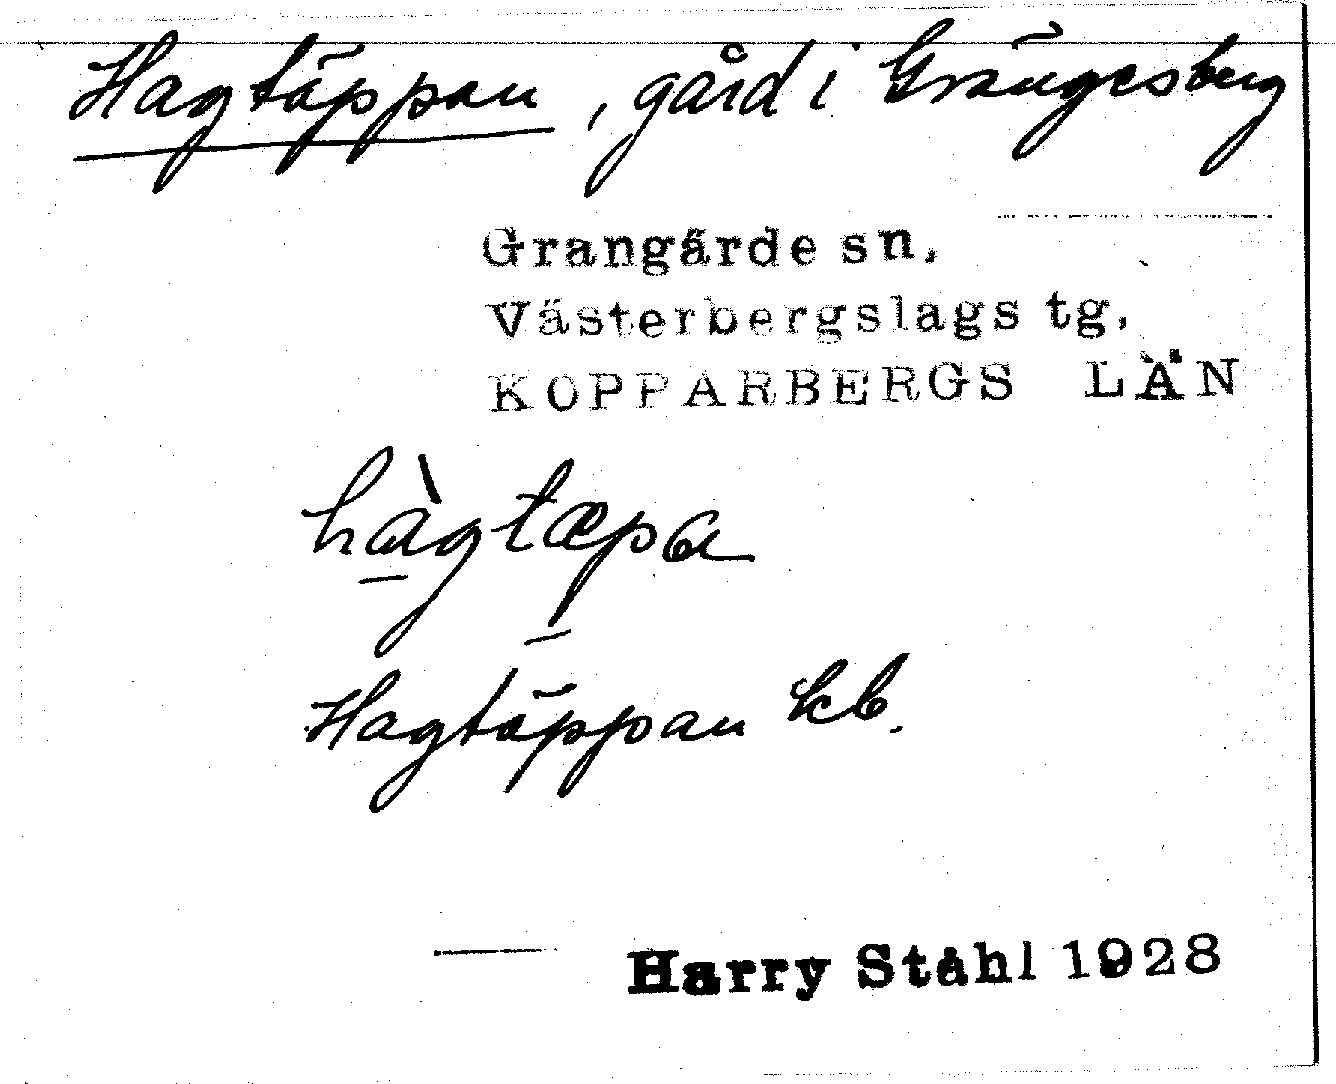 Hagtäppan, gård i Grängesberg
Grangärde sn.
Västerbergslags tg.
KOPPARBERGS LÄN
hàgtæpa
Hagtäppan kb.
Harry Ståhl 1928